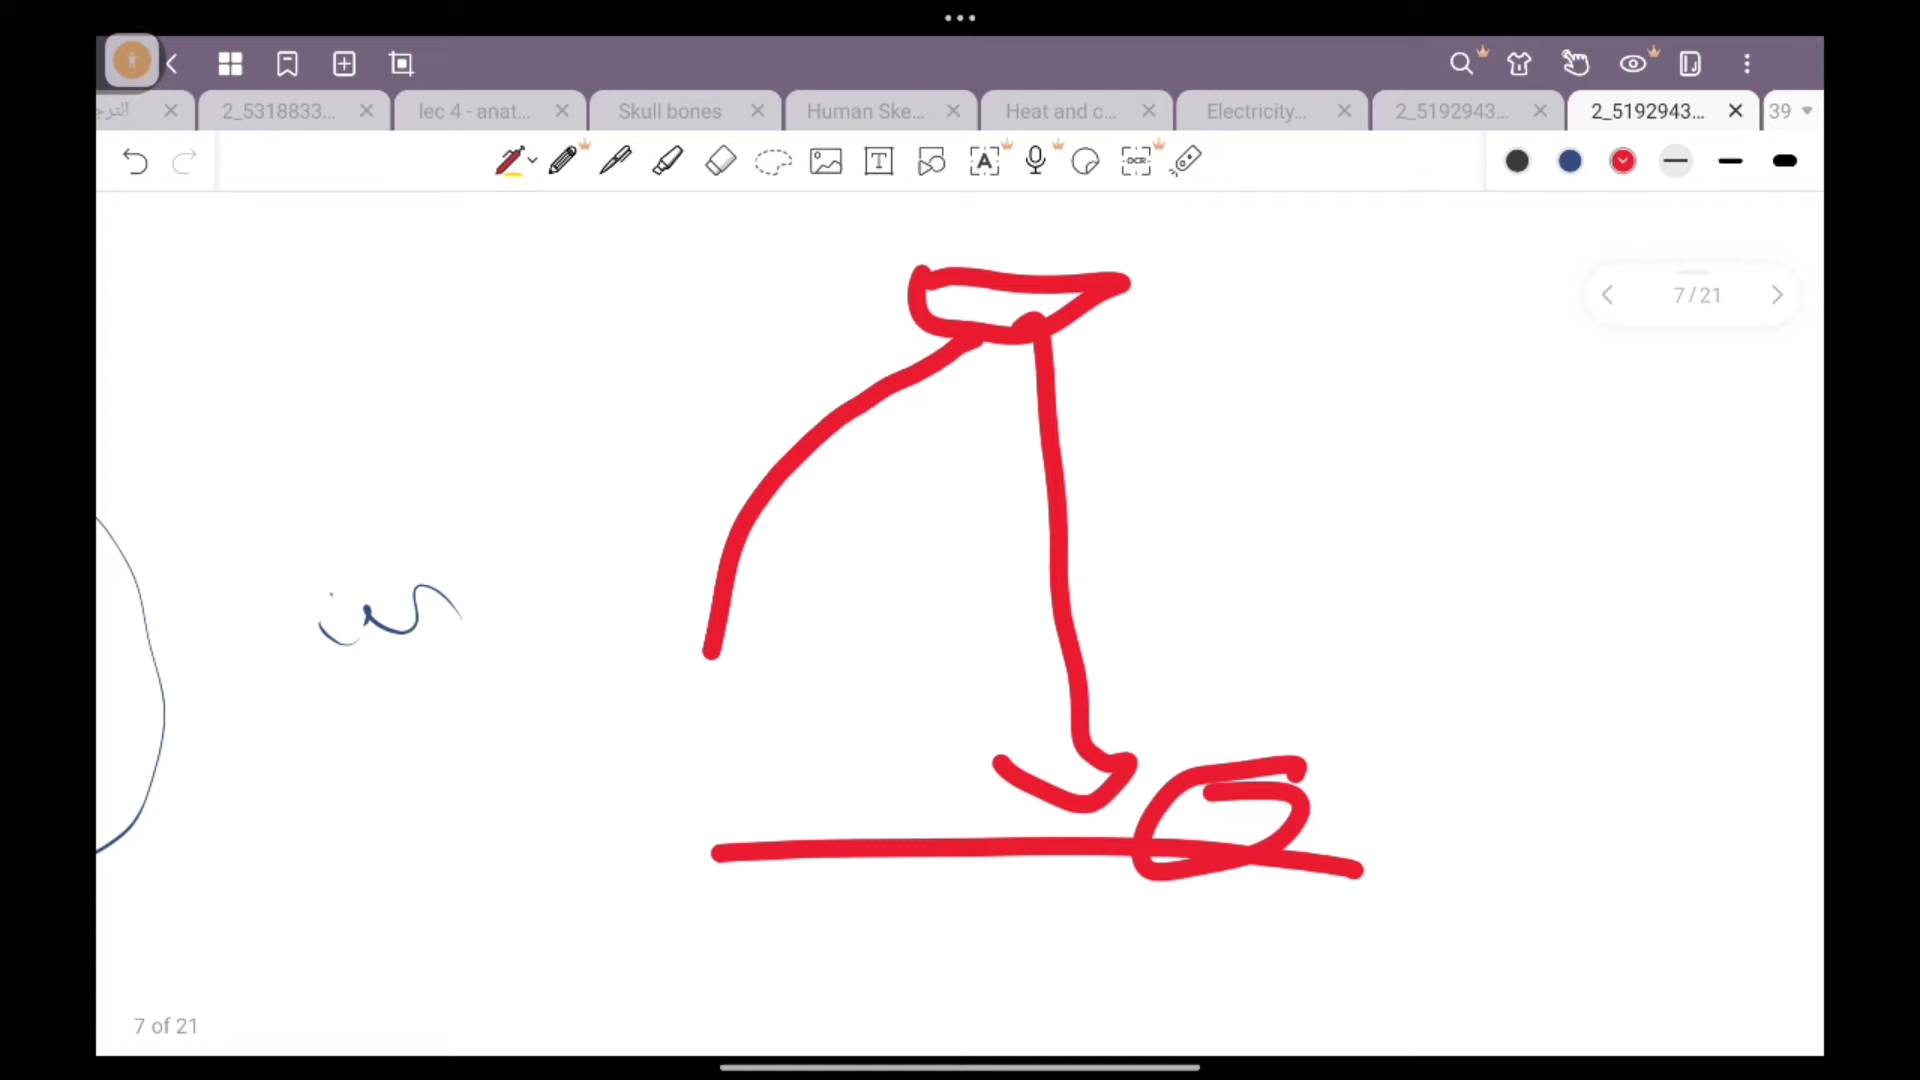 2_5318833...
lec 4 - anat...
Skull bones
Human Ske...
Heat and c...
Electricity...
2_5192943...
2_5192943...
39
T
A
OCR
7/21
7 of 21